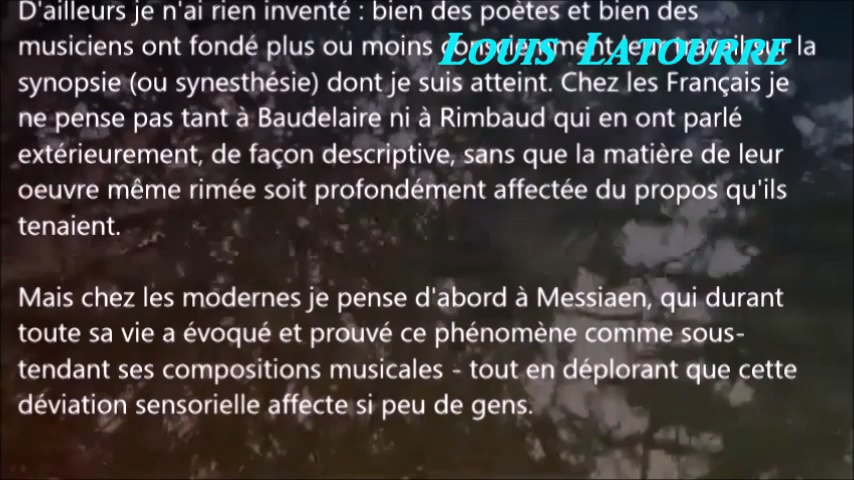 D'ailleurs je n'ai rien inventé : bien des poètes et bien des
musiciens ont fondé plus ou moins consciemment leur travail sur la
LOUIS LATOURRE
synopsie (ou synesthésie) dont je suis atteint. Chez les Français je
ne pense pas tant à Baudelaire ni à Rimbaud qui en ont parlé
extérieurement, de façon descriptive, sans que la matière de leur
oeuvre même rimée soit profondément affectée du propos qu'ils
tenaient.
Mais chez les modernes je pense d'abord à Messiaen, qui durant
toute sa vie a évoqué et prouvé ce phénomène comme sous-
tendant ses compositions musicales - tout en déplorant que cette
déviation sensorielle affecte si peu de gens.